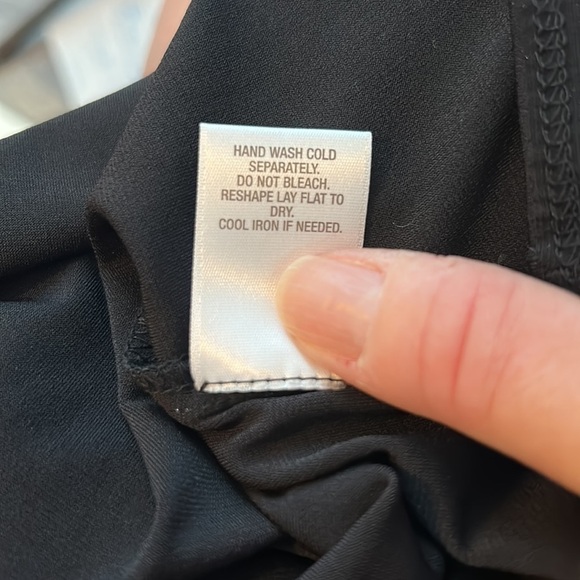 HAND WASH COLD
SEPARATELY.
DO NOT BLEACH.
RESHAPE LAY FLAT TO
DRY.
COOL IRON IF NEEDED.